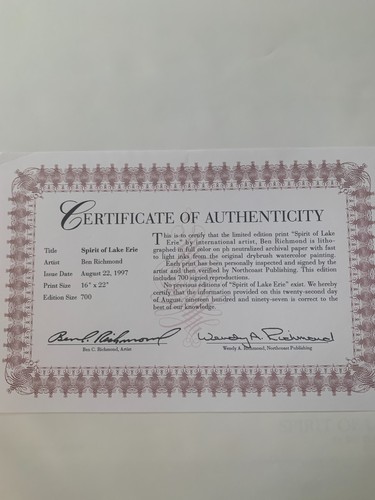 CERTIFICATE OF AUTHENTICITY
Title Spirit of Lake Erie
Artist Ben Richmond
Issue Date August 22, 1997
Print Size 16" x 22"
Edition Size 700
This is to certify that the limited edition print "Spirit of Lake
Erie" by international artist, Ben Richmond is litho-
graphed in full color on ph neutralized archival paper with fast
to light inks from the original drybrush watercolor painting.
Each print has been personally inspected and signed by the
artist and then verified by Northcoast Publishing. This edition
includes 700 signed reproductions.
No previous editions of "Spirit of Lake Erie" exist. We hereby
certify that the information provided on this twenty-second day
of August, nineteen hundred and ninety-seven is correct to the
best of our knowledge.
Ben C. Richmond
Ben C. Richmond, Artist
Wendy A. Richmond
Wendy A. Richmond, Northcoast Publishing